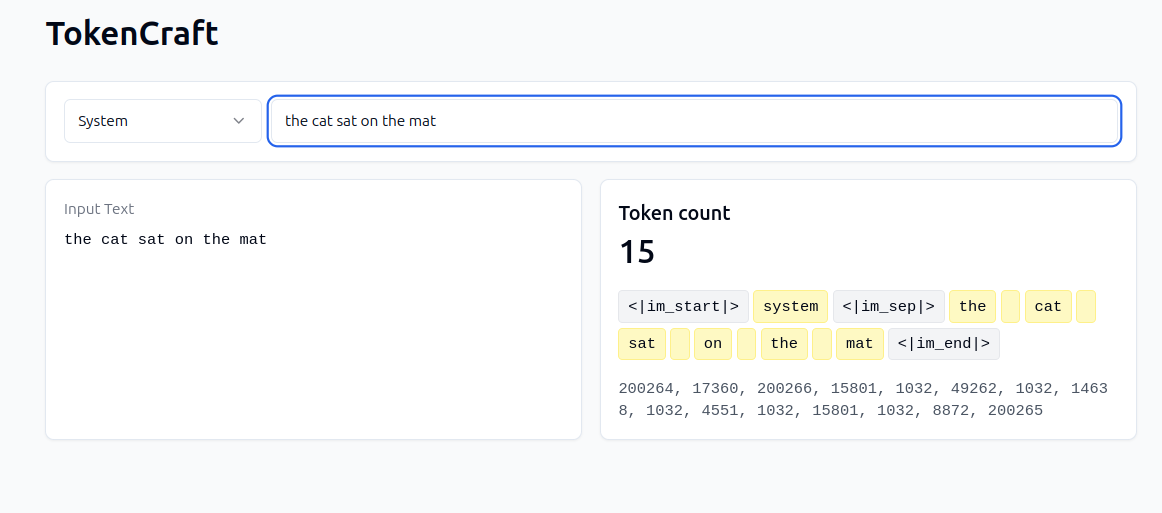 TokenCraft
System
the cat sat on the mat
Input Text
the cat sat on the mat
Token count
15
<|im_start|> system <|im_sep|> the cat
sat on the mat <|im_end|>
200264, 17360, 200266, 15801, 1032, 49262, 1032, 1463
8, 1032, 4551, 1032, 15801, 1032, 8872, 200265